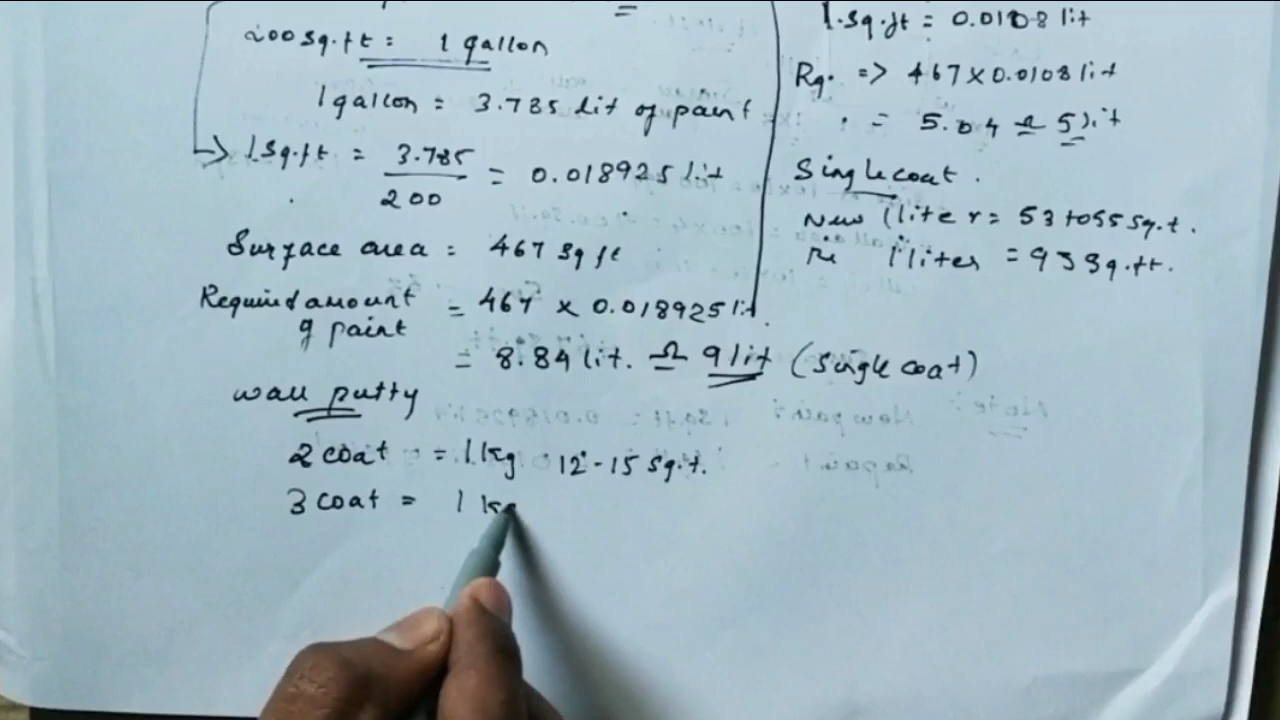 200 sq.ft = 1 gallon
1 gallon = 3.785 lit of paint
1 sq.ft = 3.785 / 200 = 0.018925 lit
Surface area = 467 sq ft
Required amount of paint = 467 x 0.018925 lit.
= 8.84 lit. ≏ 9 lit (Single coat)
Wall putty
2 coat = 1 kg 12-15 sq.t.
3 coat = 1 kg
1.sq.ft = 0.0108 lit
=> 467 x 0.0108 lit
= 5.04 ≏ 5 lit
Single coat.
New 1 liter = 53 to 55 sq.t.
1 liter = 93 sq.ft.